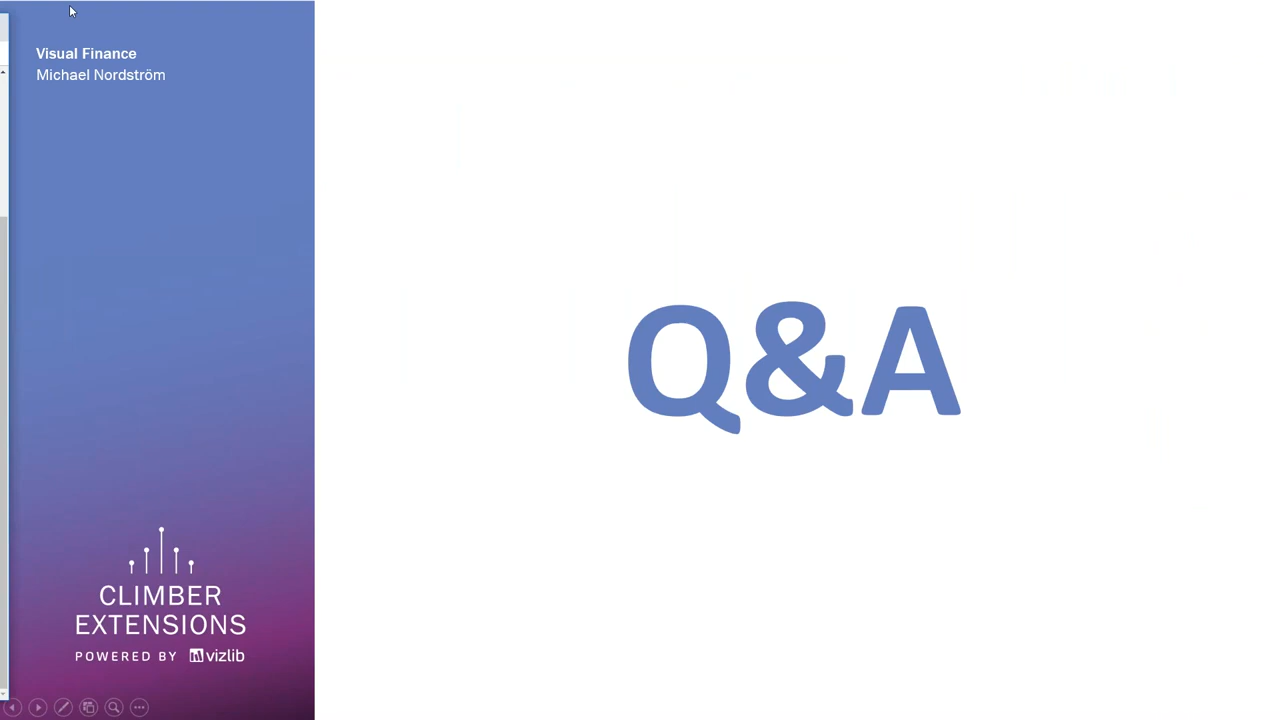 Visual Finance
Michael Nordström
Q&A
CLIMBER
EXTENSIONS
POWERED BY vizlib